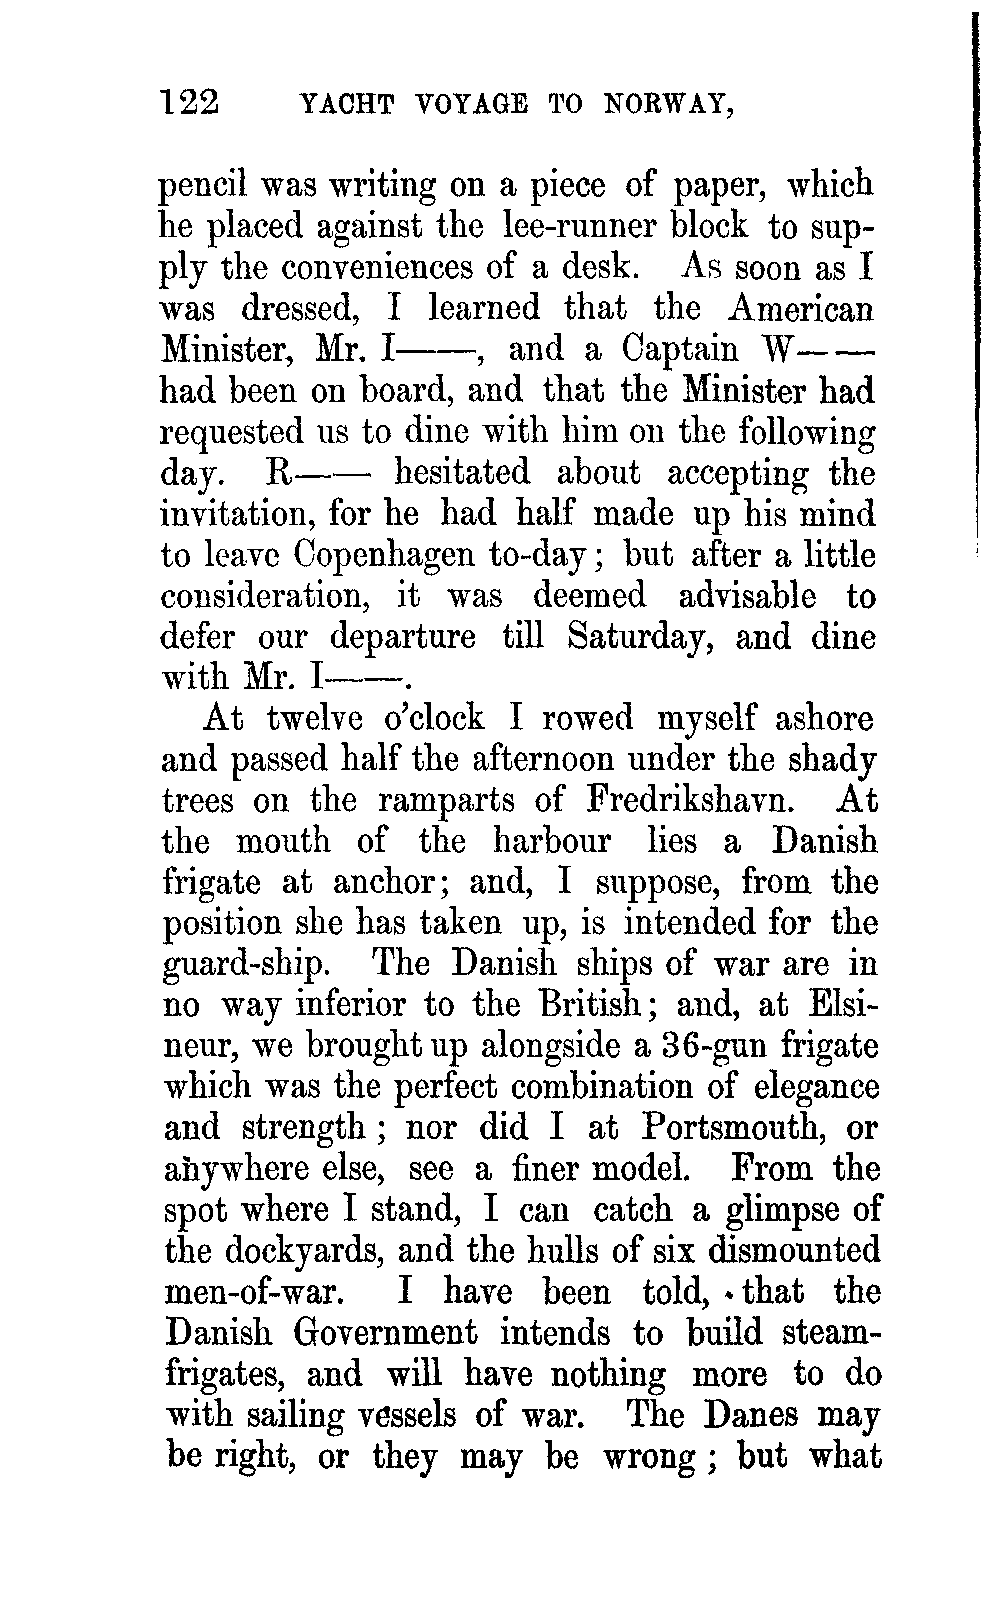 122 YACHT VOYAGE TO NORWAY,
pencil was writing on a piece of paper, which
he placed against the lee-runner block to sup-
ply the conveniences of a desk. As soon as I
was dressed, I learned that the American
Minister, Mr. I——, and a Captain W——
had been on board, and that the Minister had
requested us to dine with him on the following
day. R—— hesitated about accepting the
invitation, for he had half made up his mind
to leave Copenhagen to-day; but after a little
consideration, it was deemed advisable to
defer our departure till Saturday, and dine
with Mr. I——.
At twelve o'clock I rowed myself ashore
and passed half the afternoon under the shady
trees on the ramparts of Fredrikshavn. At
the mouth of the harbour lies a Danish
frigate at anchor; and, I suppose, from the
position she has taken up, is intended for the
guard-ship. The Danish ships of war are in
no way inferior to the British; and, at Elsi-
neur, we brought up alongside a 36-gun frigate
which was the perfect combination of elegance
and strength; nor did I at Portsmouth, or
anywhere else, see a finer model. From the
spot where I stand, I can catch a glimpse of
the dockyards, and the hulls of six dismounted
men-of-war. I have been told, that the
Danish Government intends to build steam-
frigates, and will have nothing more to do
with sailing vessels of war. The Danes may
be right, or they may be wrong; but what